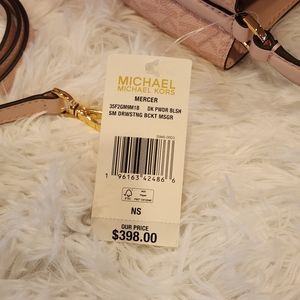 MICHAEL
MICHAEL KORS
MERCER
35F2GM9M1B DK PWDR BLSH
SM DRWSTNG BCKT MSGR
1 96163 42486 6
FSC
NS
OUR PRICE
$398.00